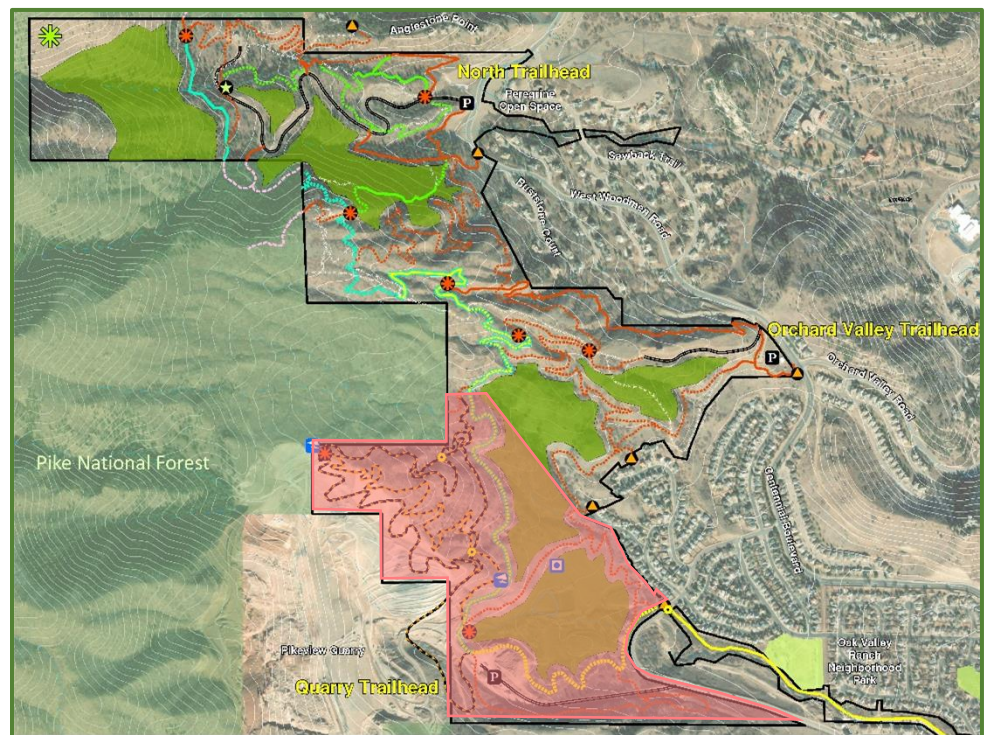 Anglestone Point
North Trailhead
P
Peregrine
Open Space
Sawback Trail
West Woodmen Road
Orchard Valley Trailhead
P
Orchard Valley
Road
Centennial Boulevard
Pike National Forest
Pikeview Quarry
Oak Valley
Ranch
Neighborhood
Park
Quarry Trailhead
P